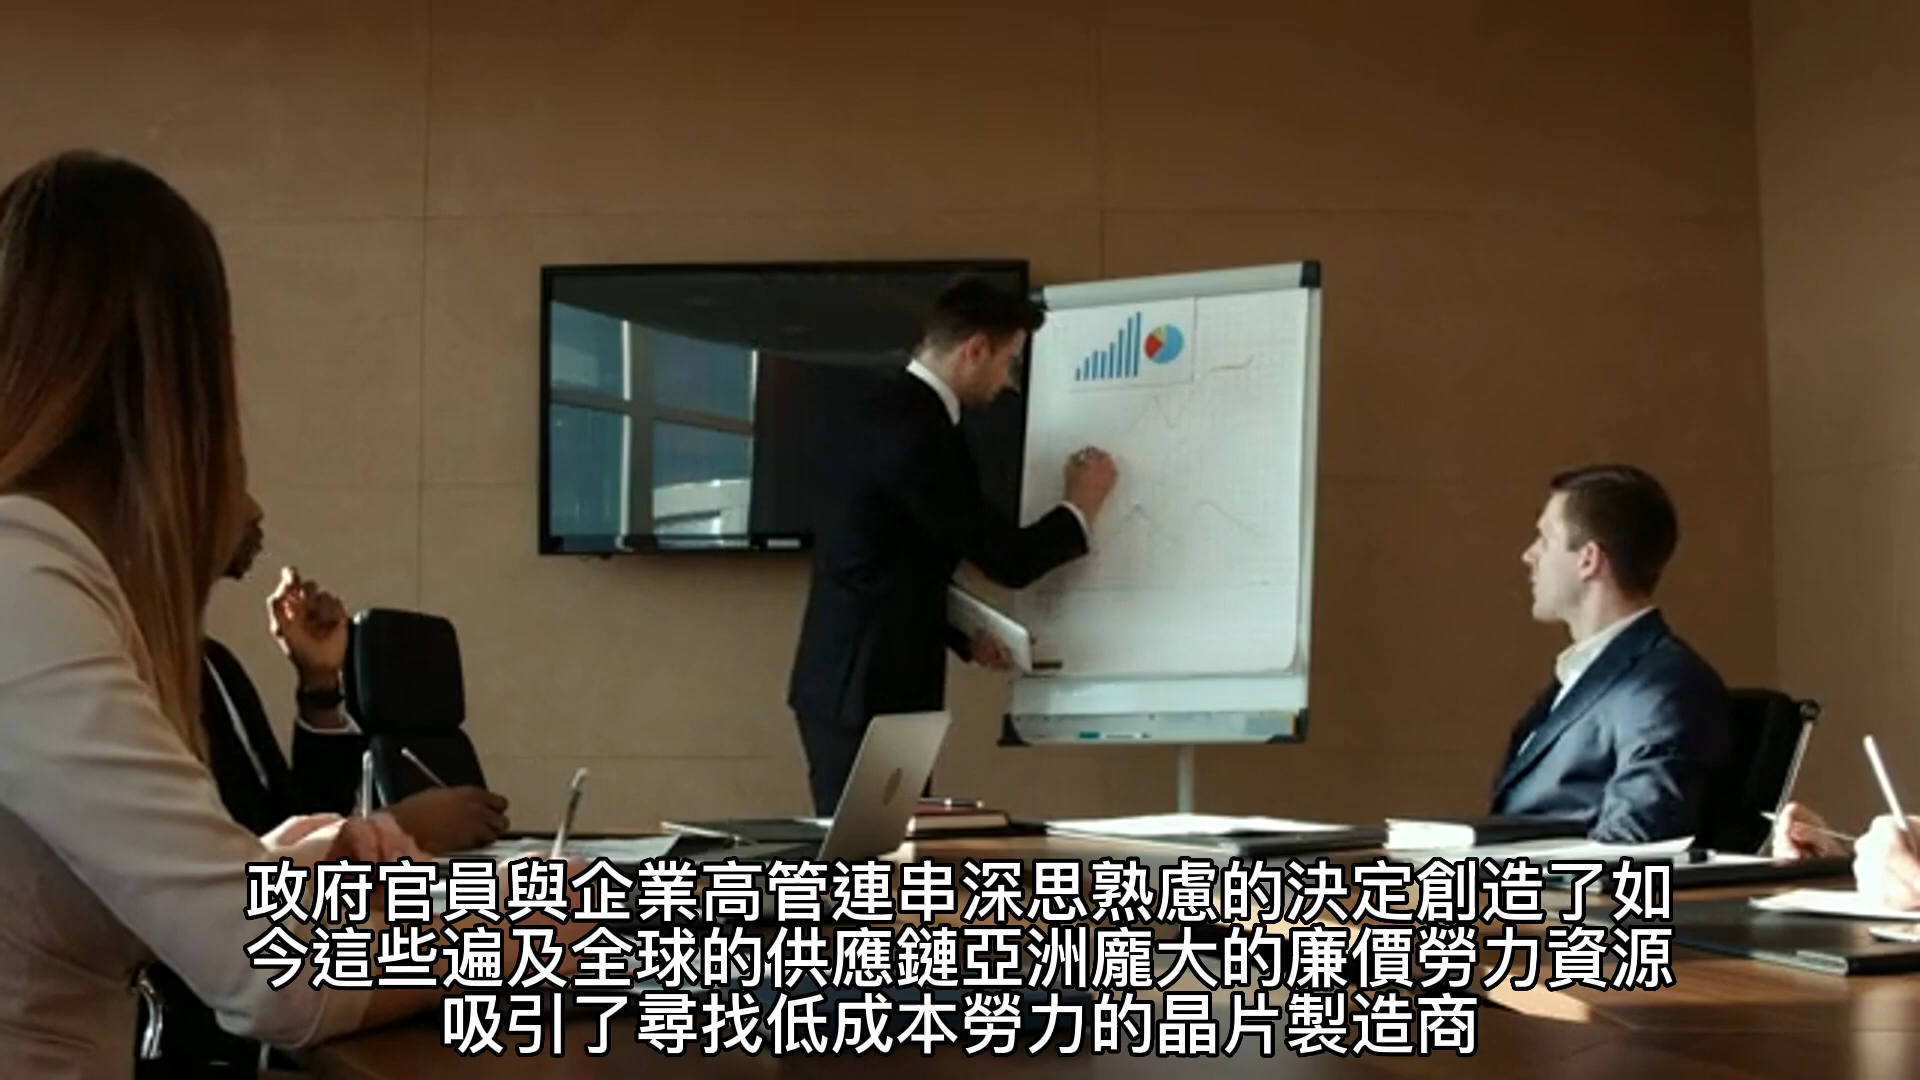 政府官員與企業高管連串深思熟慮的決定創造了如
今這些遍及全球的供應鏈亞洲龐大的廉價勞力資源
吸引了尋找低成本勞力的晶片製造商